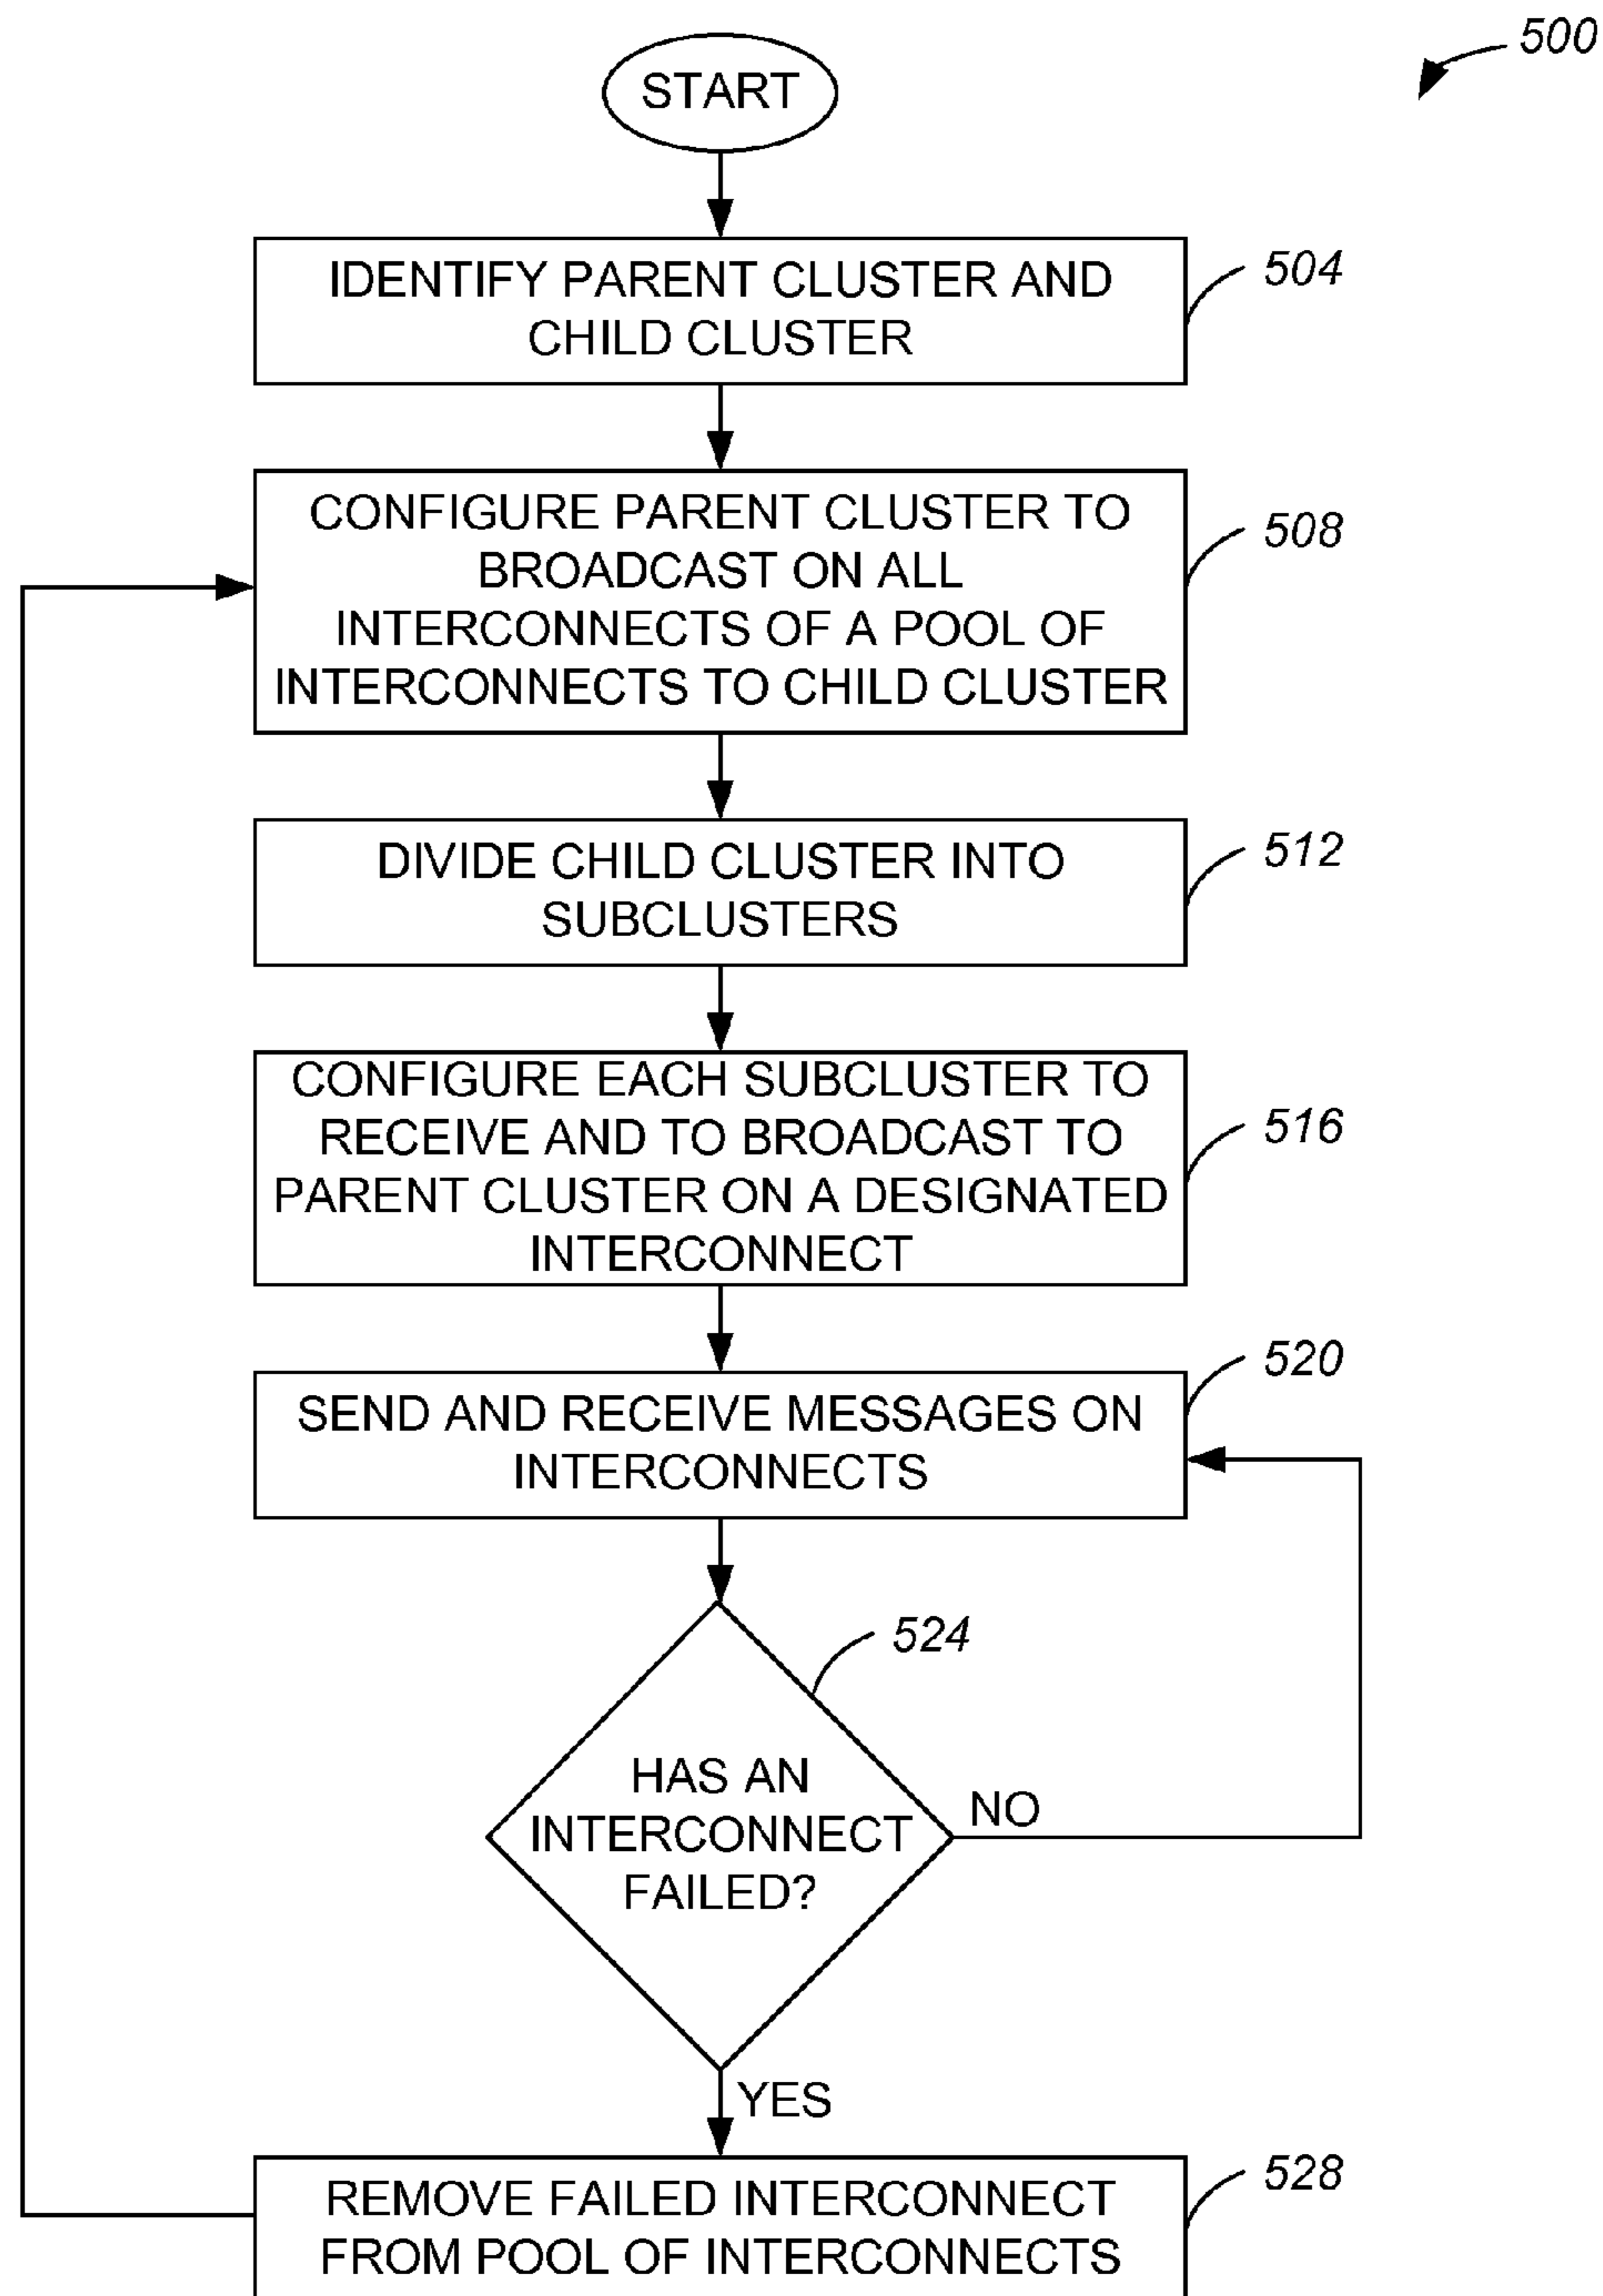 500
START
IDENTIFY PARENT CLUSTER AND
CHILD CLUSTER
504
CONFIGURE PARENT CLUSTER TO
BROADCAST ON ALL
INTERCONNECTS OF A POOL OF
INTERCONNECTS TO CHILD CLUSTER
508
DIVIDE CHILD CLUSTER INTO
SUBCLUSTERS
512
CONFIGURE EACH SUBCLUSTER TO
RECEIVE AND TO BROADCAST TO
PARENT CLUSTER ON A DESIGNATED
INTERCONNECT
516
SEND AND RECEIVE MESSAGES ON
INTERCONNECTS
520
524
HAS AN
INTERCONNECT
FAILED?
NO
YES
REMOVE FAILED INTERCONNECT
FROM POOL OF INTERCONNECTS
528